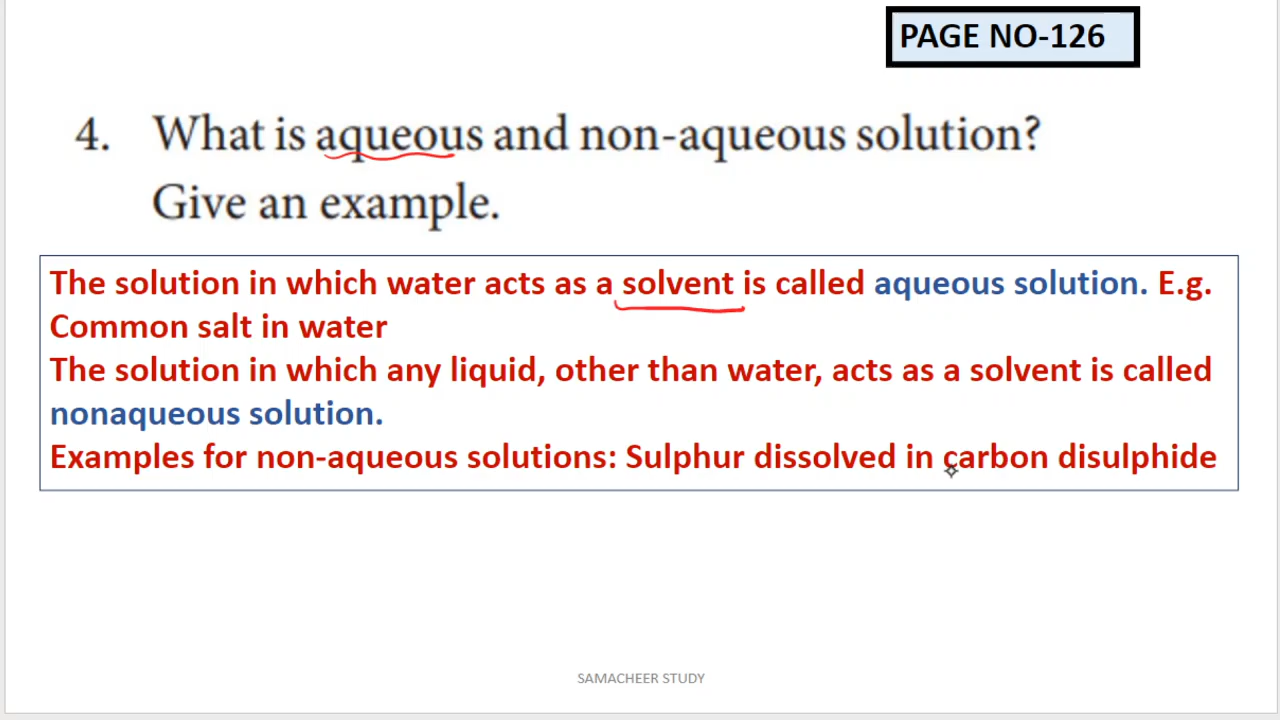 PAGE NO-126
4. What is aqueous and non-aqueous solution?
Give an example.
The solution in which water acts as a solvent is called aqueous solution. E.g.
Common salt in water
The solution in which any liquid, other than water, acts as a solvent is called
nonaqueous solution.
Examples for non-aqueous solutions: Sulphur dissolved in carbon disulphide
SAMACHEER STUDY